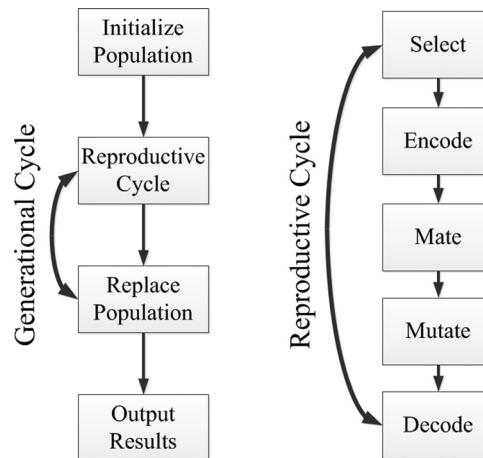 Initialize
Population
Generational Cycle
Reproductive
Cycle
Replace
Population
Output
Results
Reproductive Cycle
Select
Encode
Mate
Mutate
Decode